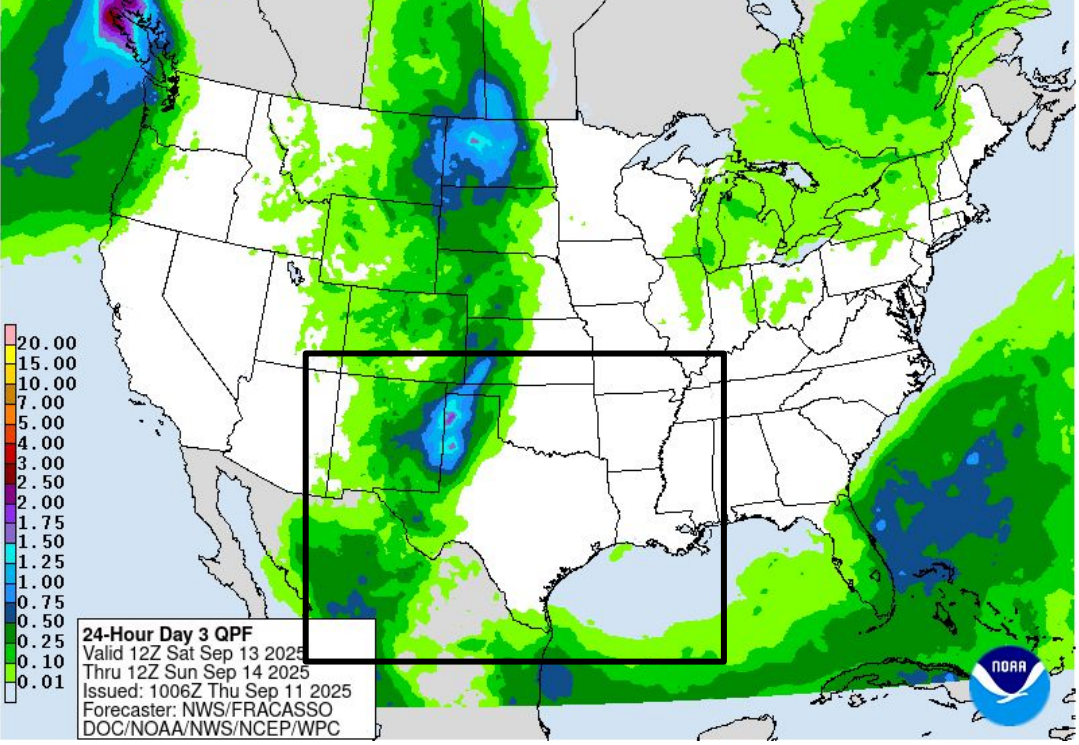 20.00
15.00
10.00
7.00
5.00
4.00
3.00
2.50
2.00
1.75
1.50
1.25
1.00
0.75
0.50
0.25
0.10
0.01
24-Hour Day 3 QPF
Valid 12Z Sat Sep 13 2025
Thru 12Z Sun Sep 14 2025
Issued: 1006Z Thu Sep 11 2025
Forecaster: NWS/FRACASSO
DOC/NOAA/NWS/NCEP/WPC
NOAA